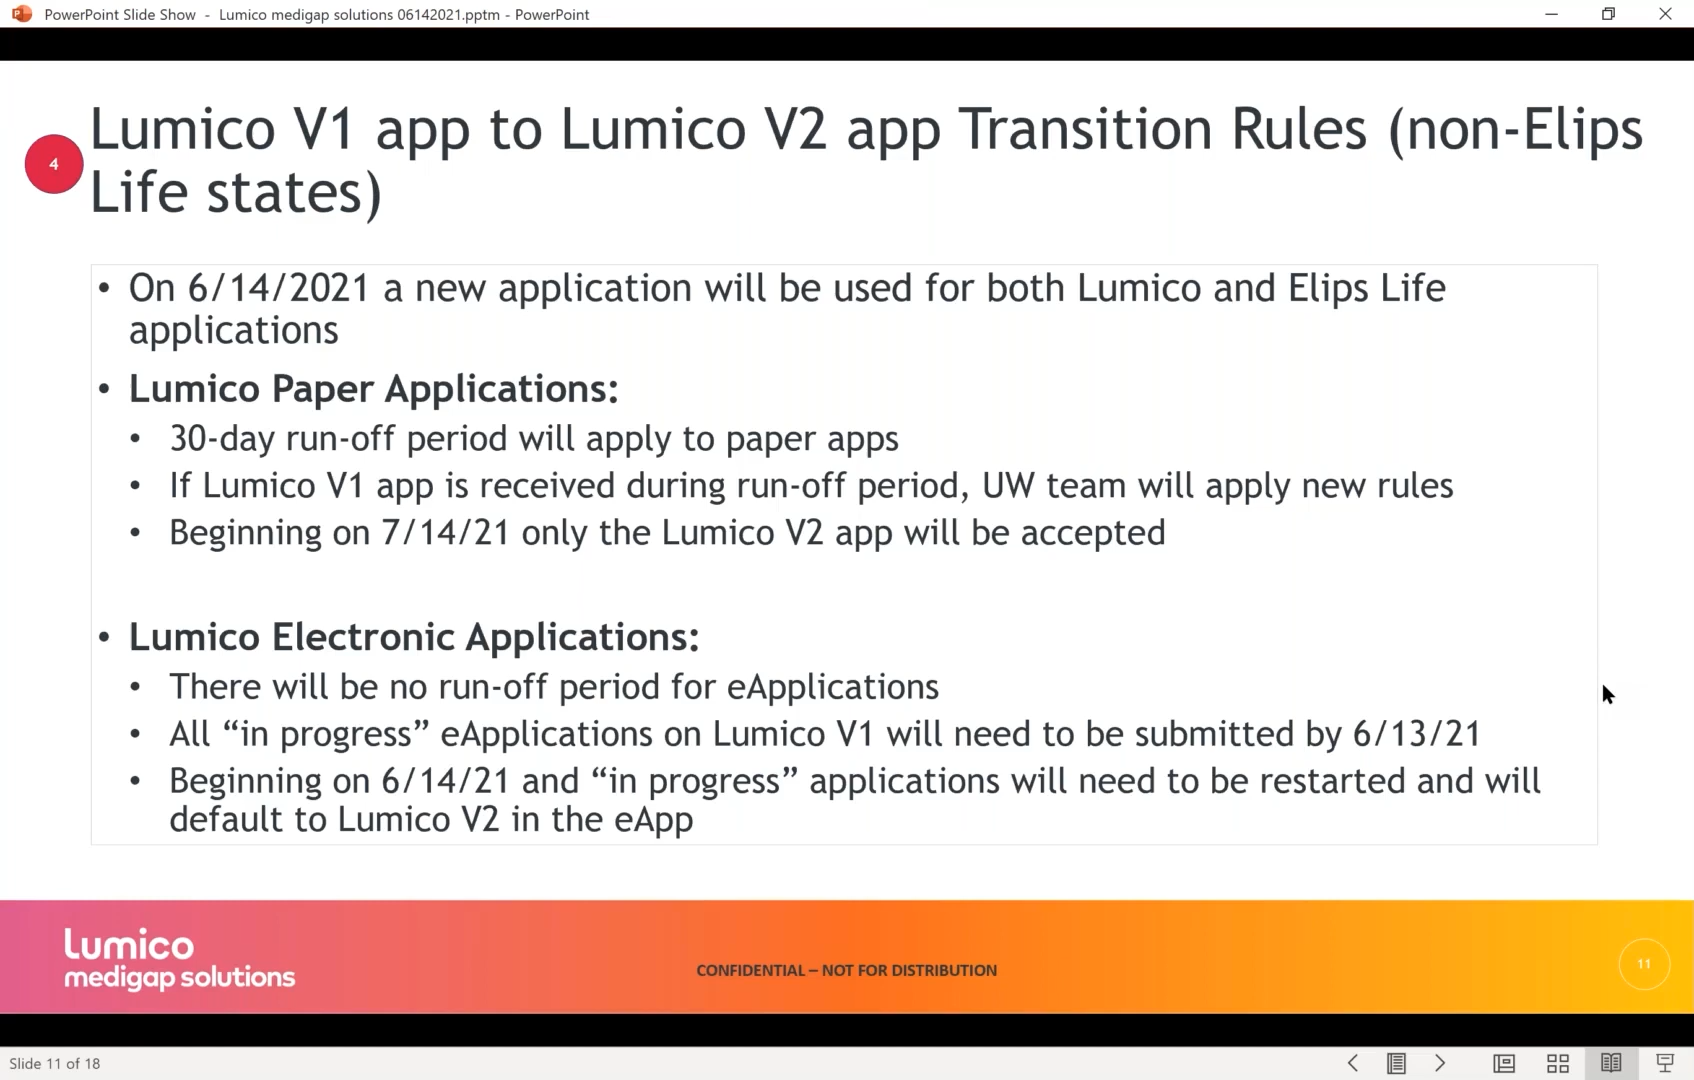 PowerPoint Slide Show - Lumico medigap solutions 06142021.pptm - PowerPoint
4
Lumico V1 app to Lumico V2 app Transition Rules (non-Elips
Life states)
• On 6/14/2021 a new application will be used for both Lumico and Elips Life
applications
• Lumico Paper Applications:
• 30-day run-off period will apply to paper apps
• If Lumico V1 app is received during run-off period, UW team will apply new rules
• Beginning on 7/14/21 only the Lumico V2 app will be accepted
• Lumico Electronic Applications:
• There will be no run-off period for eApplications
• All “in progress” eApplications on Lumico V1 will need to be submitted by 6/13/21
• Beginning on 6/14/21 and “in progress” applications will need to be restarted and will
default to Lumico V2 in the eApp
Lumico
medigap solutions
CONFIDENTIAL – NOT FOR DISTRIBUTION
11
Slide 11 of 18